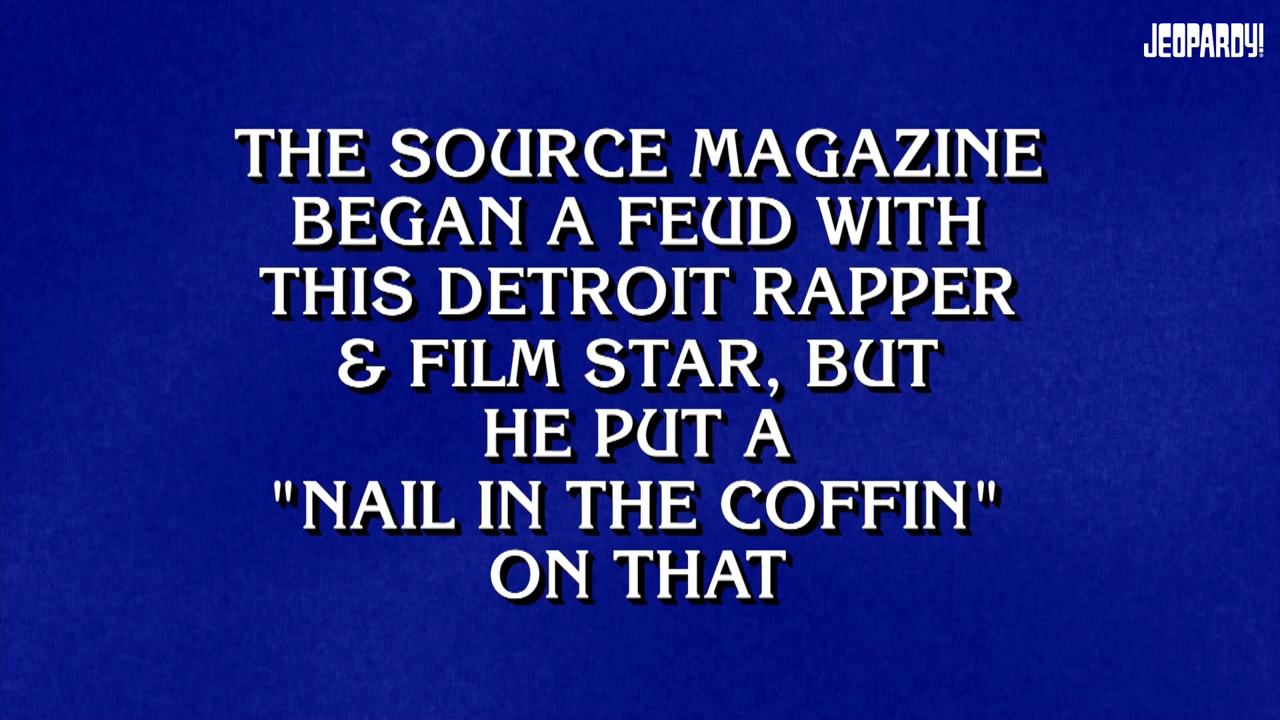 JEOPARDY!
THE SOURCE MAGAZINE
BEGAN A FEUD WITH
THIS DETROIT RAPPER
& FILM STAR, BUT
HE PUT A
"NAIL IN THE COFFIN"
ON THAT